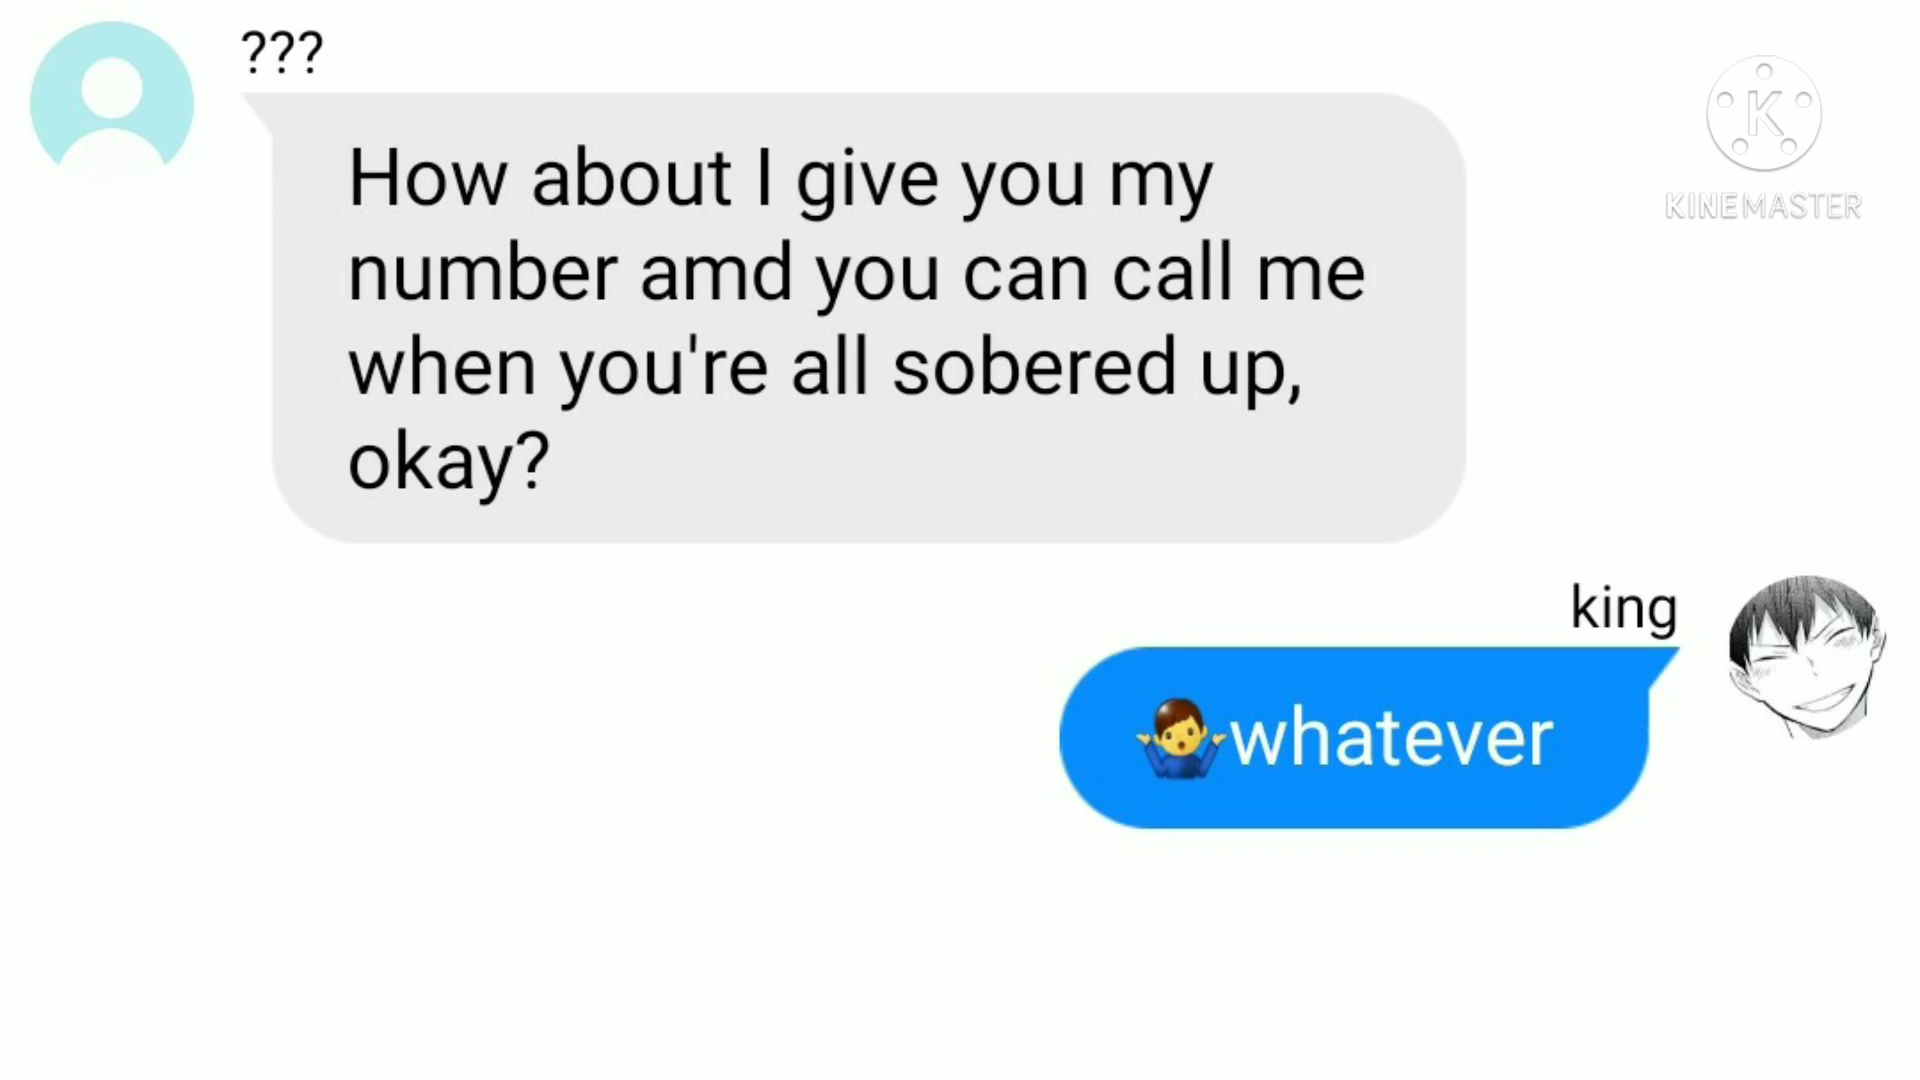 ???
K
KINEMASTER
How about I give you my
number amd you can call me
when you're all sobered up,
okay?
king
🤷‍♂️whatever